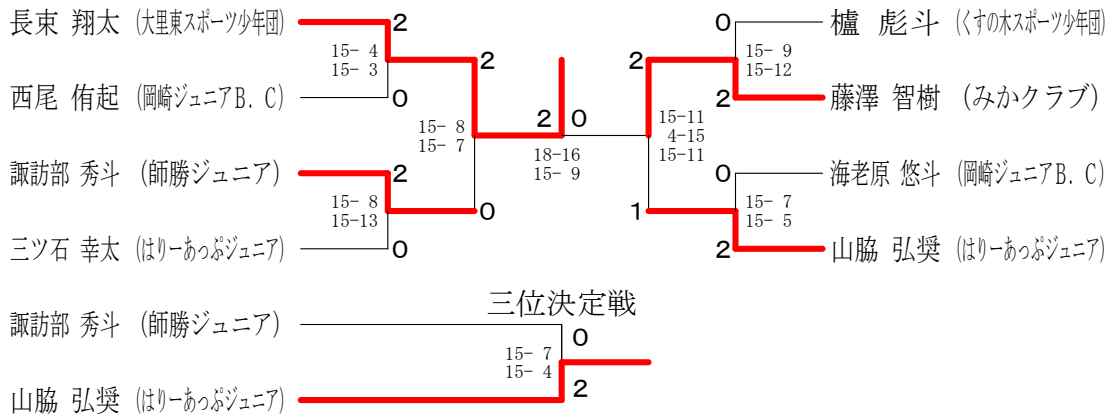 長束 翔太 (大里東スポーツ少年団)
2
15- 4
15- 3
西尾 侑起 (岡崎ジュニアB.C)
0
2
15- 8
15- 7
諏訪部 秀斗 (師勝ジュニア)
2
15- 8
15-13
0
三ツ石 幸太 (はりーあっぷジュニア)
0
2 0
18-16
15- 9
0
櫨 彪斗 (くすの木スポーツ少年団)
15- 9
15-12
2
藤澤 智樹 (みかクラブ)
2
15-11
4-15
15-11
0
海老原 悠斗 (岡崎ジュニアB.C)
15- 7
15- 5
1
2
山脇 弘奨 (はりーあっぷジュニア)
三位決定戦
諏訪部 秀斗 (師勝ジュニア)
0
15- 7
15- 4
2
山脇 弘奨 (はりーあっぷジュニア)